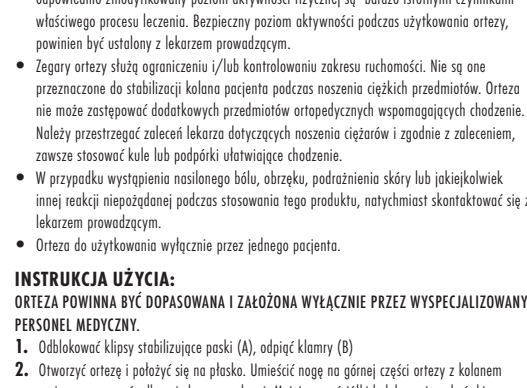 odpowiednio zmodyfikowany poziom aktywności fizycznej są bardzo istotnymi czynnikami
właściwego procesu leczenia. Bezpieczny poziom aktywności podczas użytkowania ortezy,
powinien być ustalony z lekarzem prowadzącym.
• Zegary ortezy służą ograniczeniu i/lub kontrolowaniu zakresu ruchomości. Nie są one
przeznaczone do stabilizacji kolana pacjenta podczas noszenia ciężkich przedmiotów. Orteza
nie może zastępować dodatkowych przedmiotów ortopedycznych wspomagających chodzenie.
Należy przestrzegać zaleceń lekarza dotyczących noszenia ciężarów i zgodnie z zaleceniem,
zawsze stosować kule lub podpórki ułatwiające chodzenie.
• W przypadku wystąpienia nasilonego bólu, obrzęku, podrażnienia skóry lub jakiejkolwiek
innej reakcji niepożądanej podczas stosowania tego produktu, natychmiast skontaktować się z
lekarzem prowadzącym.
• Orteza do użytkowania wyłącznie przez jednego pacjenta.
INSTRUKCJA UŻYCIA:
ORTEZA POWINNA BYĆ DOPASOWANA I ZAŁOŻONA WYŁĄCZNIE PRZEZ WYSPECJALIZOWANY
PERSONEL MEDYCZNY.
1. Odblokować klipsy stabilizujące paski (A), odpiąć klamry (B)
2. Otworzyć ortezę i położyć się na płasko. Umieścić nogę na górnej części ortezy z kolanem